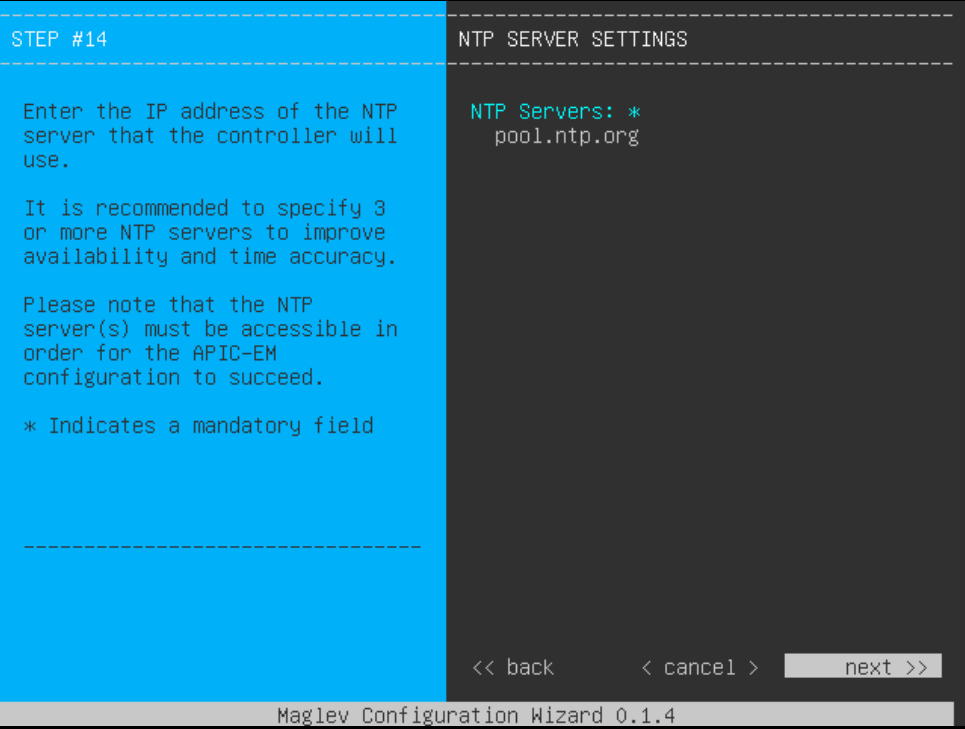 STEP #14
Enter the IP address of the NTP
server that the controller will
use.
It is recommended to specify 3
or more NTP servers to improve
availability and time accuracy.
Please note that the NTP
server(s) must be accessible in
order for the APIC-EM
configuration to succeed.
* Indicates a mandatory field
NTP SERVER SETTINGS
NTP Servers: *
pool.ntp.org
<< back < cancel > next >>
Maglev Configuration Wizard 0.1.4